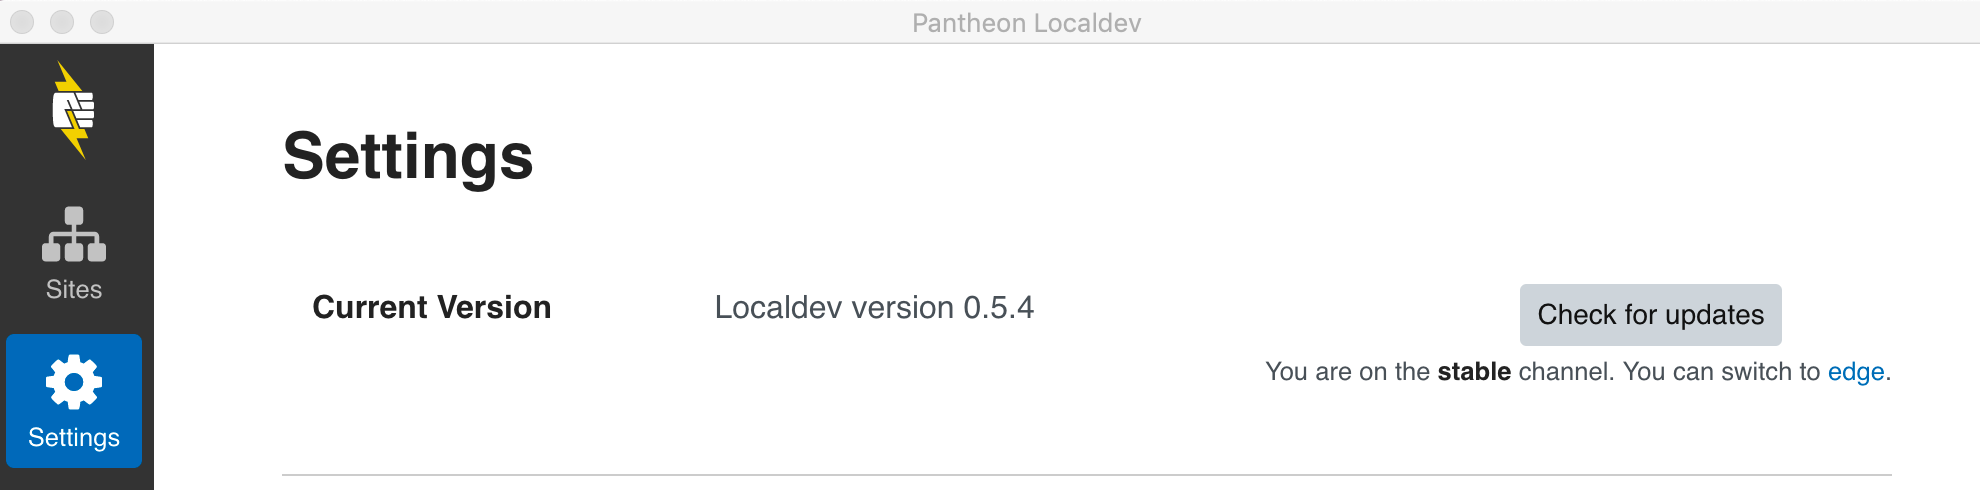 Pantheon Localdev
Sites
Settings
Settings
Current Version
Localdev version 0.5.4
Check for updates
You are on the stable channel. You can switch to edge.